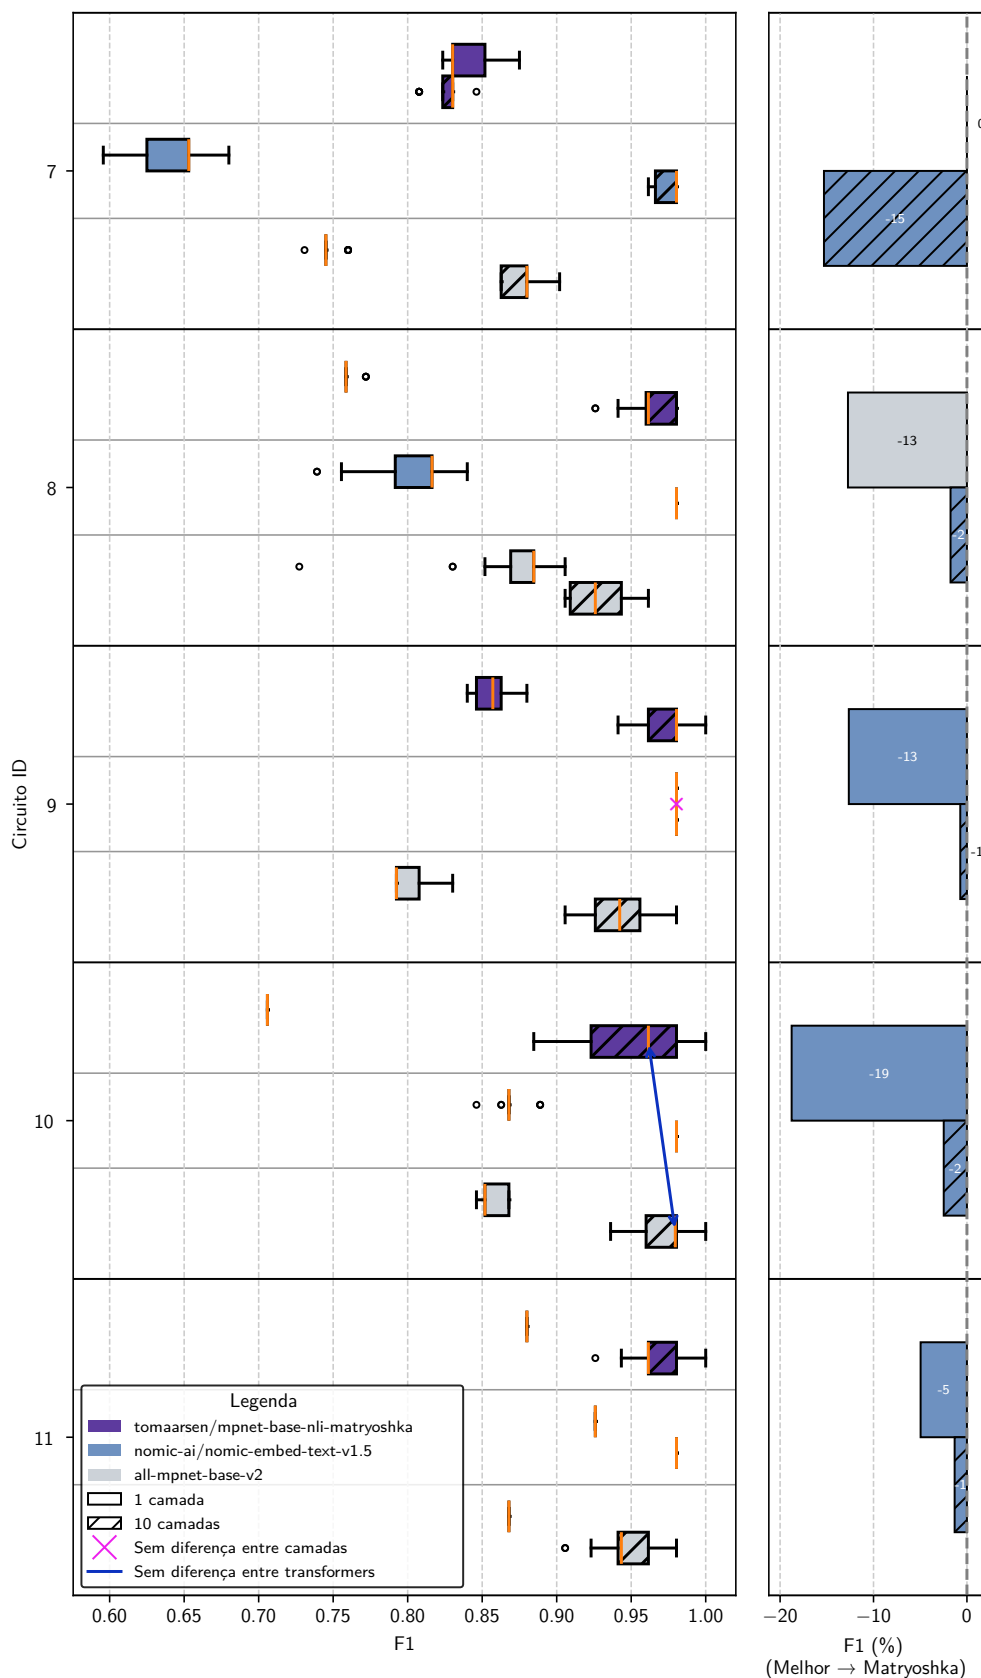 0
7
-15
-13
8
-2
-13
Circuito ID
9
-1
-19
10
-2
-5
Legenda
tomaarsen/mpnet-base-nli-matryoshka
nomic-ai/nomic-embed-text-v1.5
11
-1
all-mpnet-base-v2
1 camada
10 camadas
Sem diferença entre camadas
Sem diferença entre transformers
0.60 0.65 0.70 0.75 0.80 0.85 0.90 0.95 1.00
−20 −10 0
F1
F1 (%)
(Melhor → Matryoshka)